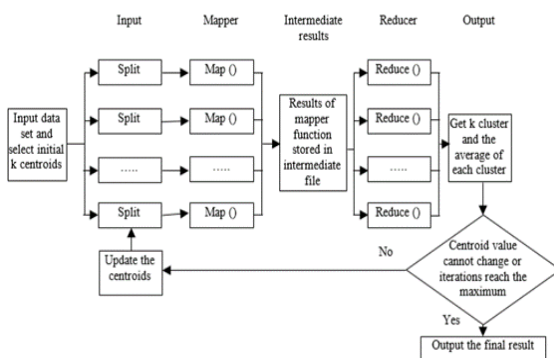 Input
Mapper
Intermediate
results
Reducer
Output
Input data
set and
select initial
k centroids
Split
Split
.....
Split
Map ()
Map ()
.....
Map ()
Results of
mapper
function
stored in
intermediate
file
Reduce ()
Reduce ()
.....
Reduce ()
Get k cluster
and the
average of
each cluster
Update the
centroids
No
Centroid value
cannot change or
iterations reach the
maximum
Yes
Output the final result